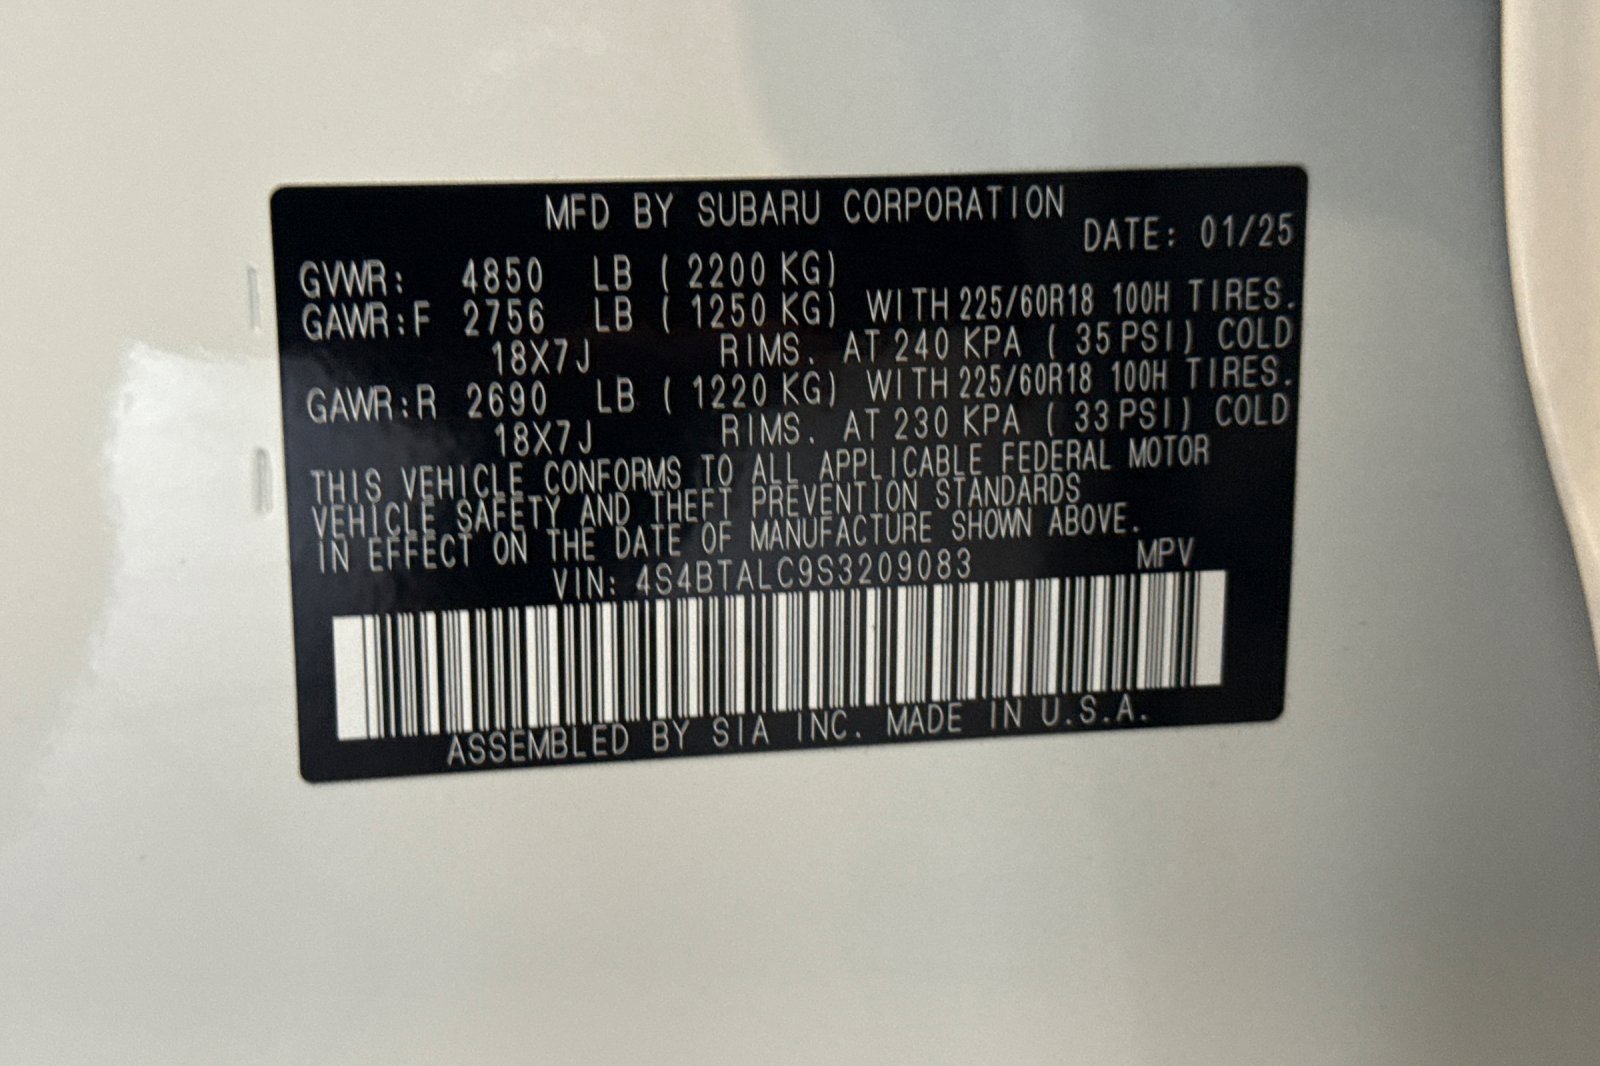 MFD BY SUBARU CORPORATION
DATE: 01/25
GVWR: 4850 LB ( 2200 KG)
GAWR:F 2756 LB ( 1250 KG) WITH 225/60R18 100H TIRES.
18X7J RIMS. AT 240 KPA ( 35 PSI) COLD
GAWR:R 2690 LB ( 1220 KG) WITH 225/60R18 100H TIRES.
18X7J RIMS. AT 230 KPA ( 33 PSI) COLD
THIS VEHICLE CONFORMS TO ALL APPLICABLE FEDERAL MOTOR
VEHICLE SAFETY AND THEFT PREVENTION STANDARDS
IN EFFECT ON THE DATE OF MANUFACTURE SHOWN ABOVE.
VIN: 4S4BTALC9S3209083 MPV
ASSEMBLED BY SIA INC. MADE IN U.S.A.